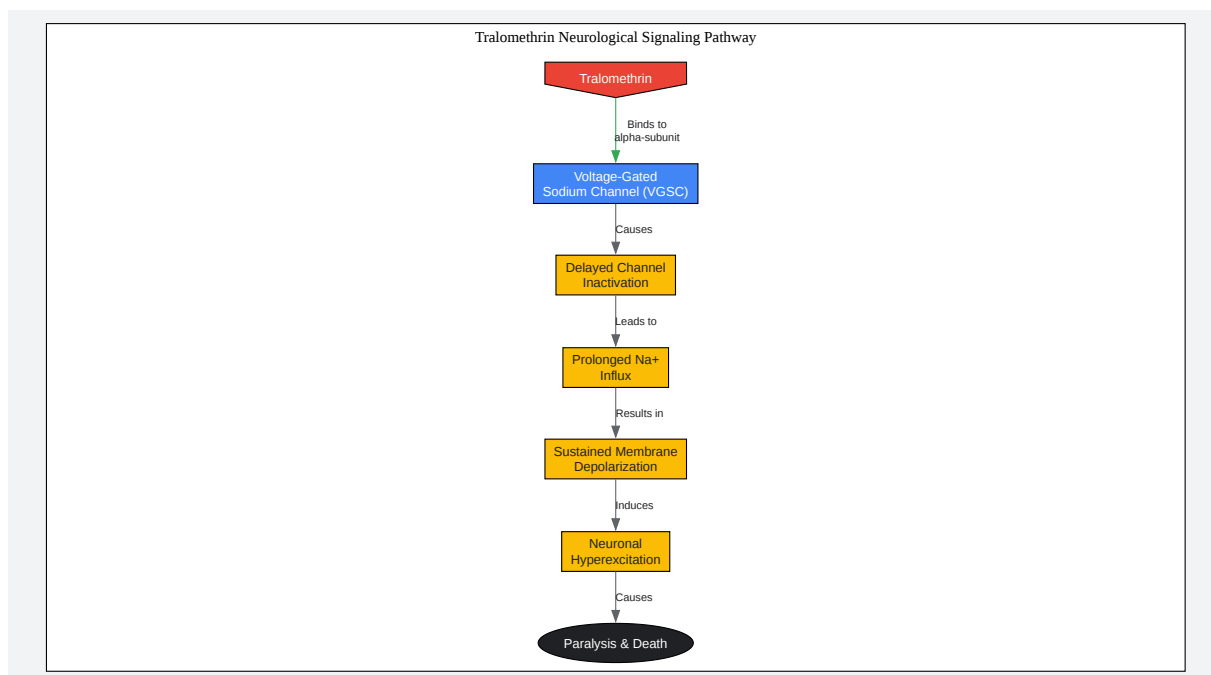 Tralomethrin Neurological Signaling Pathway
Tralomethrin
Binds to
alpha-subunit
Voltage-Gated
Sodium Channel (VGSC)
Causes
Delayed Channel
Inactivation
Leads to
Prolonged Na+
Influx
Results in
Sustained Membrane
Depolarization
Induces
Neuronal
Hyperexcitation
Causes
Paralysis & Death